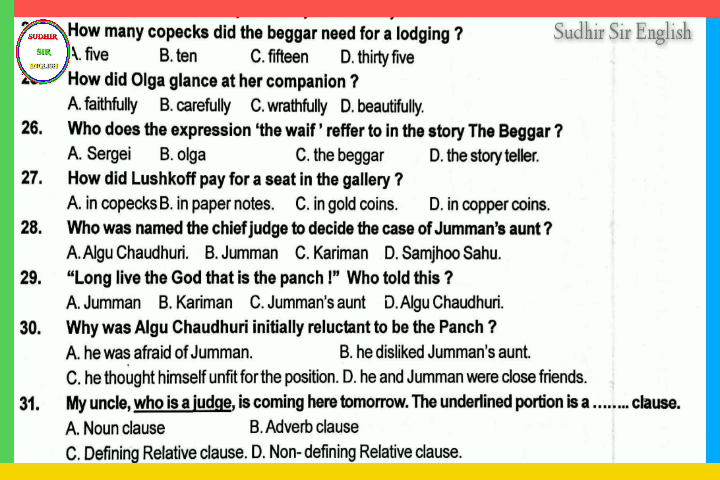 Sudhir Sir English
SUDHIR
SIR
ENGLISH
How many copecks did the beggar need for a lodging ?
A. five B. ten C. fifteen D. thirty five
How did Olga glance at her companion ?
A. faithfully B. carefully C. wrathfully D. beautifully.
26. Who does the expression ‘the waif ’ reffer to in the story The Beggar ?
A. Sergei B. olga C. the beggar D. the story teller.
27. How did Lushkoff pay for a seat in the gallery ?
A. in copecks B. in paper notes. C. in gold coins. D. in copper coins.
28. Who was named the chief judge to decide the case of Jumman’s aunt ?
A. Algu Chaudhuri. B. Jumman C. Kariman D. Samjhoo Sahu.
29. “Long live the God that is the panch !” Who told this ?
A. Jumman B. Kariman C. Jumman’s aunt D. Algu Chaudhuri.
30. Why was Algu Chaudhuri initially reluctant to be the Panch ?
A. he was afraid of Jumman. B. he disliked Jumman’s aunt.
C. he thought himself unfit for the position. D. he and Jumman were close friends.
31. My uncle, who is a judge, is coming here tomorrow. The underlined portion is a ........ clause.
A. Noun clause B. Adverb clause
C. Defining Relative clause. D. Non- defining Relative clause.